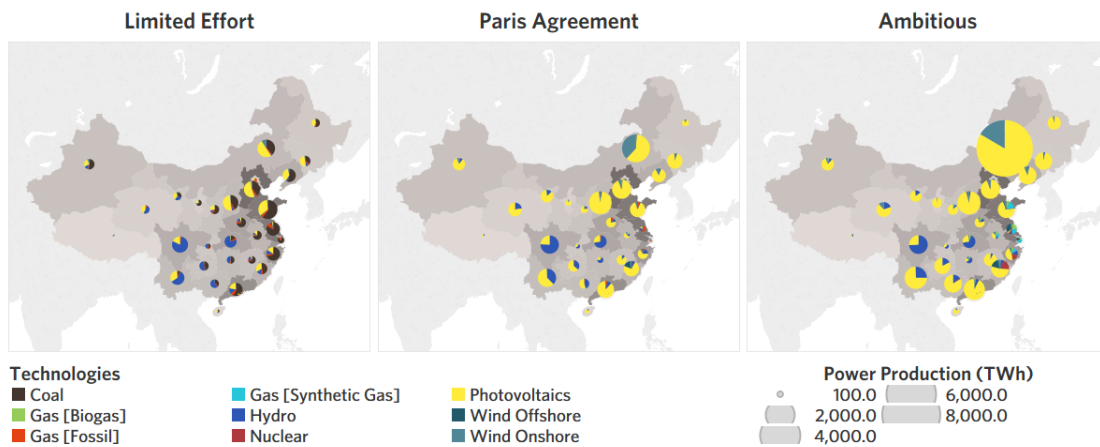 Limited Effort Paris Agreement Ambitious
Technologies
Coal
Gas [Biogas]
Gas [Fossil]
Gas [Synthetic Gas]
Hydro
Nuclear
Photovoltaics
Wind Offshore
Wind Onshore
Power Production (TWh)
100.0
2,000.0
4,000.0
6,000.0
8,000.0